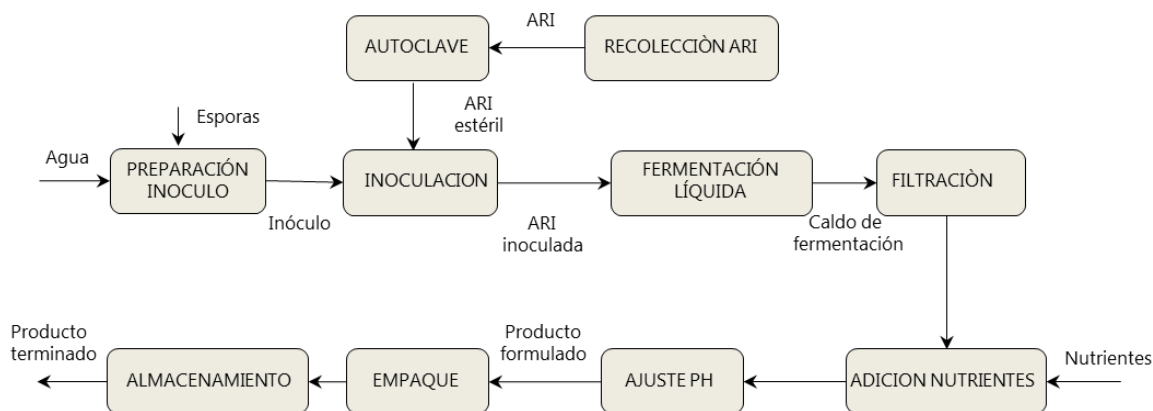 ARI
AUTOCLAVE
RECOLECCIÒN ARI
ARI
estéril
Esporas
Agua
PREPARACIÓN
INOCULO
Inóculo
INOCULACION
ARI
inoculada
FERMENTACIÓN
LÍQUIDA
Caldo de
fermentación
FILTRACIÒN
Producto
terminado
ALMACENAMIENTO
EMPAQUE
Producto
formulado
AJUSTE PH
ADICION NUTRIENTES
Nutrientes